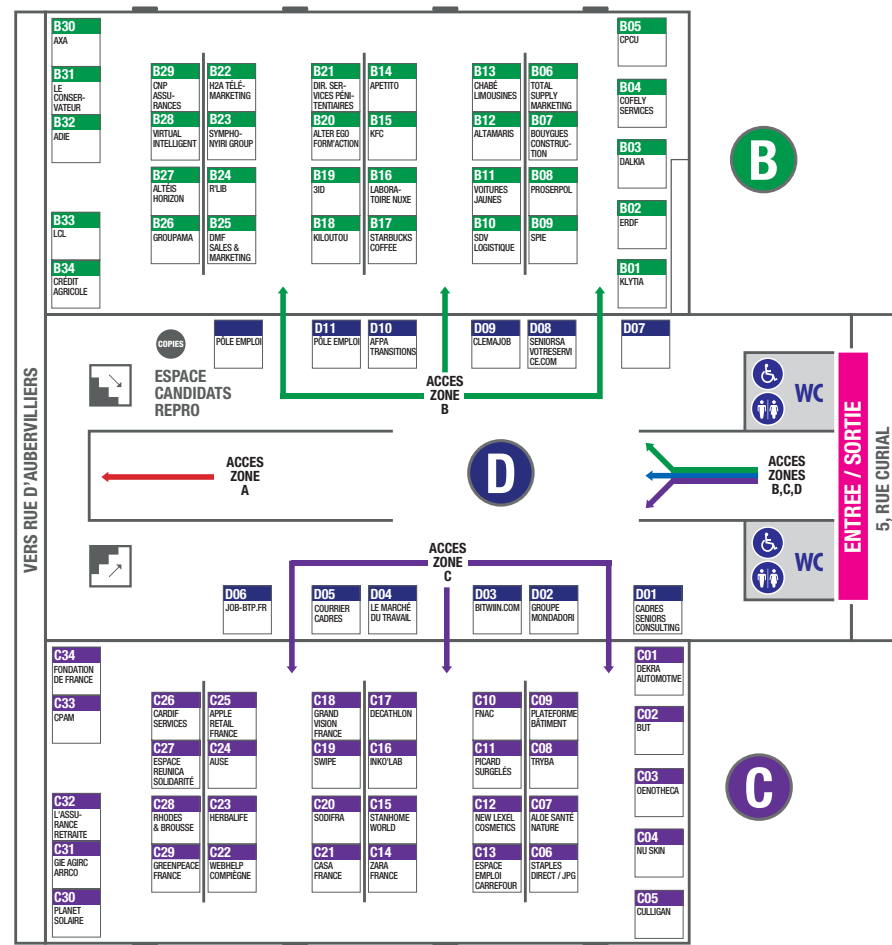 B30
AXA
B31
LE
CONSER-
VATEUR
B32
ADIE
B33
LCL
B34
CRÉDIT
AGRICOLE
B29
CNP
ASSU-
RANCES
B28
VIRTUAL
INTELLIGENT
B27
ALTÉIS
HORIZON
B26
GROUPAMA
B22
H2A TÉLÉ-
MARKETING
B23
SYMPHO-
NYIRI GROUP
B24
R'LIB
B25
DMF
SALES &
MARKETING
B21
DIR. SER-
VICES PÉNI-
TENTIAIRES
B20
ALTER EGO
FORM'ACTION
B19
3ID
B18
KILOUTOU
B14
APETITO
B15
KFC
B16
LABORA-
TOIRE NUXE
B17
STARBUCKS
COFFEE
B13
CHABÉ
LIMOUSINES
B12
ALTAMARIS
B11
VOITURES
JAUNES
B10
SDV
LOGISTIQUE
B06
TOTAL
SUPPLY
MARKETING
B07
BOUYGUES
CONSTRUC-
TION
B08
PROSERPOL
B09
SPIE
B05
CPCU
B04
COFELY
SERVICES
B03
DALKIA
B02
ERDF
B01
KLYTIA
B
VERS RUE D'AUBERVILLIERS
COPIES
ESPACE
CANDIDATS
REPRO
PÔLE EMPLOI
D11
PÔLE EMPLOI
D10
AFPA
TRANSITIONS
D09
CLEMAJOB
D08
SENIORSA
VOTRESERVI
CE.COM
D07
ACCES
ZONE
B
WC
ACCES
ZONE
A
D
ACCES
ZONES
B,C,D
ENTREE / SORTIE
5, RUE CURIAL
WC
ACCES
ZONE
C
D06
JOB-BTP.FR
D05
COURRIER
CADRES
D04
LE MARCHÉ
DU TRAVAIL
D03
BITWIIN.COM
D02
GROUPE
MONDADORI
D01
CADRES
SENIORS
CONSULTING
C34
FONDATION
DE FRANCE
C33
CPAM
C32
L'ASSU-
RANCE
RETRAITE
C31
GIE AGIRC
ARRCO
C30
PLANET
SOLAIRE
C26
CARDIF
SERVICES
C27
ESPACE
REUNICA
SOLIDARITÉ
C28
RHODES
& BROUSSE
C29
GREENPEACE
FRANCE
C25
APPLE
RETAIL
FRANCE
C24
AUSE
C23
HERBALIFE
C22
WEBHELP
COMPIÈGNE
C18
GRAND
VISION
FRANCE
C19
SWIPE
C20
SODIFRA
C21
CASA
FRANCE
C17
DECATHLON
C16
INKO'LAB
C15
STANHOME
WORLD
C14
ZARA
FRANCE
C10
FNAC
C11
PICARD
SURGELÉS
C12
NEW LEXEL
COSMETICS
C13
ESPACE
EMPLOI
CARREFOUR
C09
PLATEFORME
BÂTIMENT
C08
TRYBA
C07
ALOE SANTÉ
NATURE
C06
STAPLES
DIRECT / JPG
C01
DEKRA
AUTOMOTIVE
C02
BUT
C03
OENOTHECA
C04
NU SKIN
C05
CULLIGAN
C